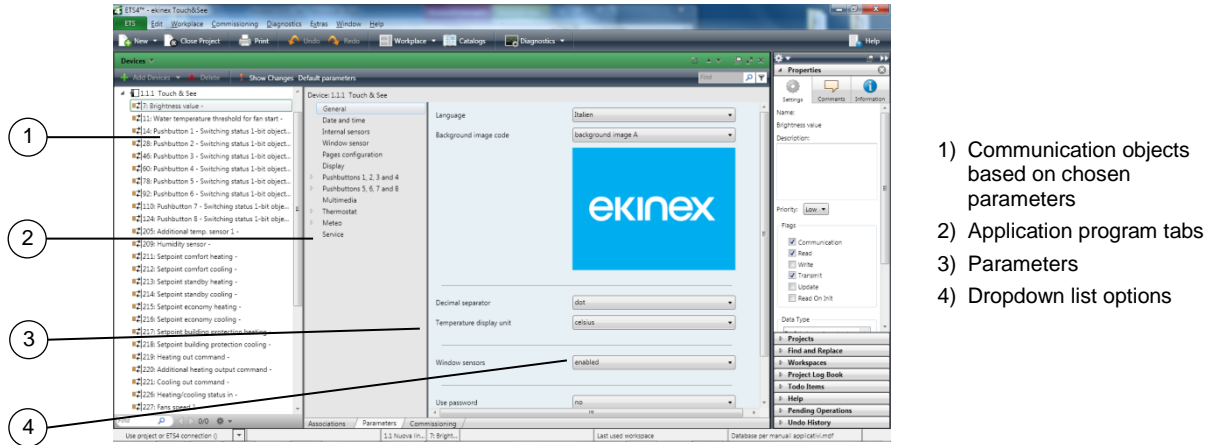 ETS4™ - ekinex Touch&See
ETS Edit Workplace Commissioning Diagnostics Extras Window Help
New Close Project Print Undo Redo Workplace Catalogs Diagnostics Help
Devices
Add Devices Delete Show Changes Default parameters Find
1.1.1 Touch & See
7: Brightness value -
11: Water temperature threshold for fan start -
14: Pushbutton 1 - Switching status 1-bit object...
28: Pushbutton 2 - Switching status 1-bit object...
46: Pushbutton 3 - Switching status 1-bit object...
60: Pushbutton 4 - Switching status 1-bit object...
78: Pushbutton 5 - Switching status 1-bit object...
92: Pushbutton 6 - Switching status 1-bit object...
110: Pushbutton 7 - Switching status 1-bit obje...
124: Pushbutton 8 - Switching status 1-bit obje...
205: Additional temp. sensor 1 -
209: Humidity sensor -
211: Setpoint comfort heating -
212: Setpoint comfort cooling -
213: Setpoint standby heating -
214: Setpoint standby cooling -
215: Setpoint economy heating -
216: Setpoint economy cooling -
217: Setpoint building protection heating -
218: Setpoint building protection cooling -
219: Heating out command -
220: Additional heating output command -
221: Cooling out command -
226: Heating/cooling status in -
227: Fans speed 1 -
Find 0/0
Device: 1.1.1 Touch & See
General
Date and time
Internal sensors
Window sensor
Pages configuration
Display
Pushbuttons 1, 2, 3 and 4
Pushbuttons 5, 6, 7 and 8
Multimedia
Thermostat
Meteo
Service
Language Italien
Background image code background image A
ekinex
Decimal separator dot
Temperature display unit celsius
Window sensors enabled
Use password no
Associations Parameters Commissioning
Properties
Settings Comments Information
Name:
Brightness value
Description:
Priority: Low
Flags
Communication
Read
Write
Transmit
Update
Read On Init
Data Type
Projects
Find and Replace
Workspaces
Project Log Book
Todo Items
Help
Pending Operations
Undo History
Use project or ETS4 connection () 1.1 Nuova lin... 7: Bright... Last used workspace Database per manuali applicativi.mdf
1
2
3
4
1) Communication objects
based on chosen
parameters
2) Application program tabs
3) Parameters
4) Dropdown list options